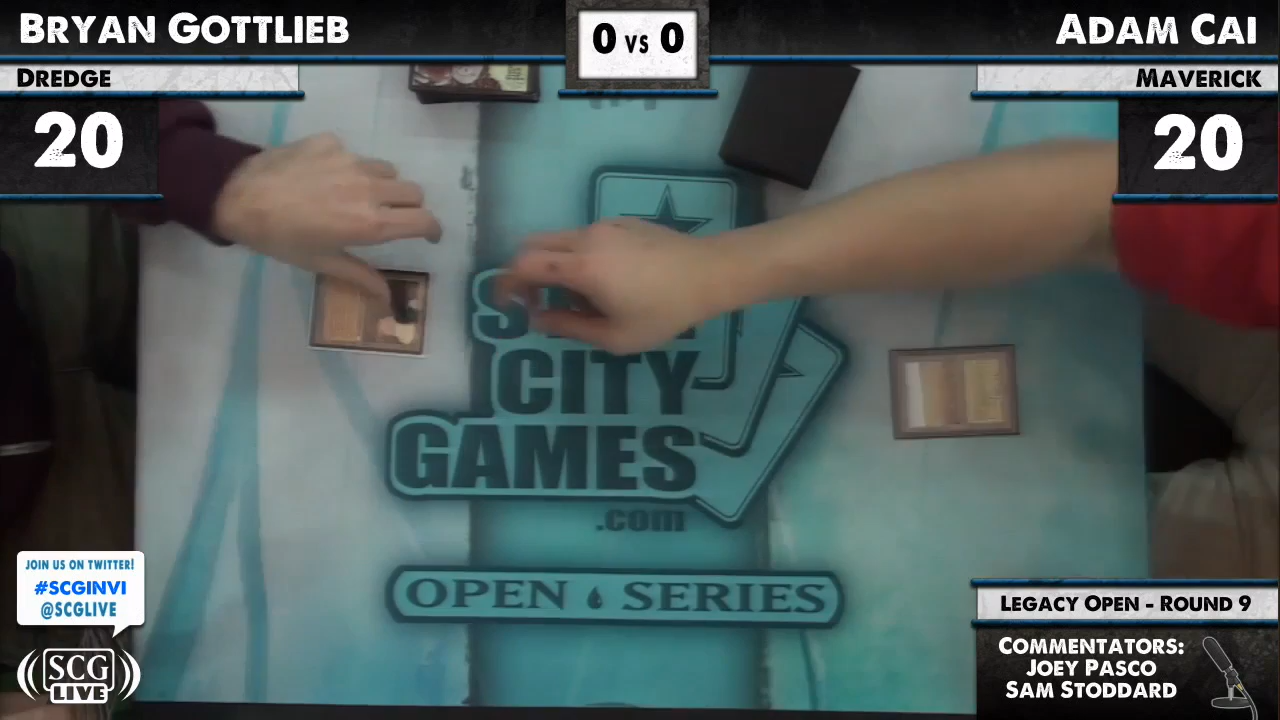 BRYAN GOTTLIEB
0 VS 0
ADAM CAI
DREDGE
MAVERICK
20
20
CITY
GAMES
.com
OPEN SERIES
JOIN US ON TWITTER!
#SCGINVI
@SCGLIVE
SCG
LIVE
LEGACY OPEN - ROUND 9
COMMENTATORS:
JOEY PASCO
SAM STODDARD